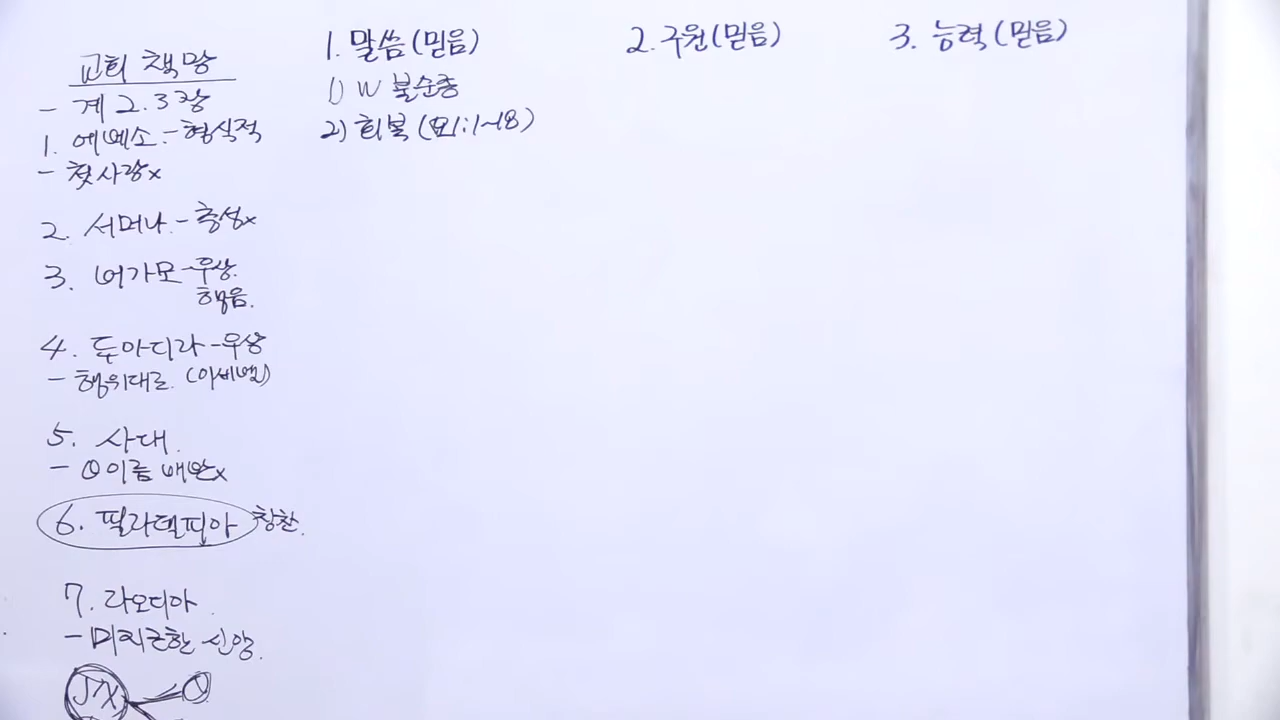 교회 책망
- 계 2.3장
1. 에베소 - 형식적
- 첫사랑x
2. 서머나 - 충성x
3. 버가모 - 우상.
행음.
4. 두아디라 - 우상
- 행위대로. (이세벨)
5. 사데.
- 이름
6. 필라델피아 칭찬.
7. 라오디아.
- 미지근한 신앙.
1. 말씀 (믿음)
1) W 불순종
2) 회복 (요1:1~18)
2. 구원 (믿음)
3. 능력 (믿음)